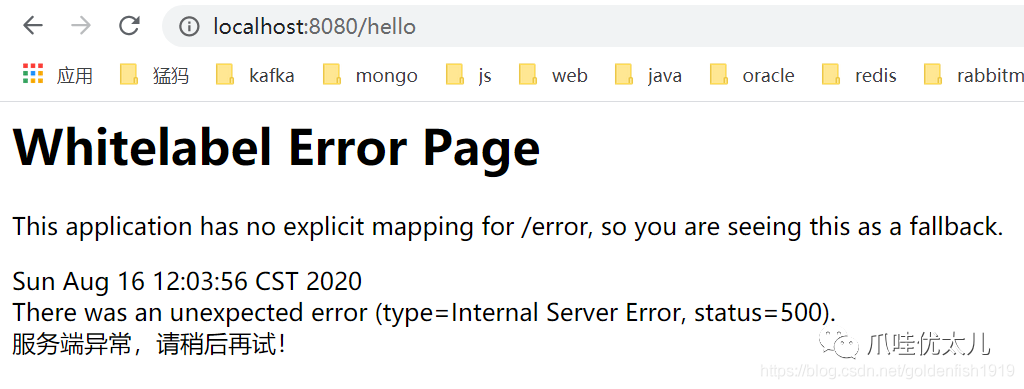 localhost:8080/hello
应用 猛犸 kafka mongo js web java oracle redis rabbitm
Whitelabel Error Page
This application has no explicit mapping for /error, so you are seeing this as a fallback.
Sun Aug 16 12:03:56 CST 2020
There was an unexpected error (type=Internal Server Error, status=500).
服务端异常，请稍后再试！
爪哇优太儿
https://blog.csdn.net/goldenfish1919